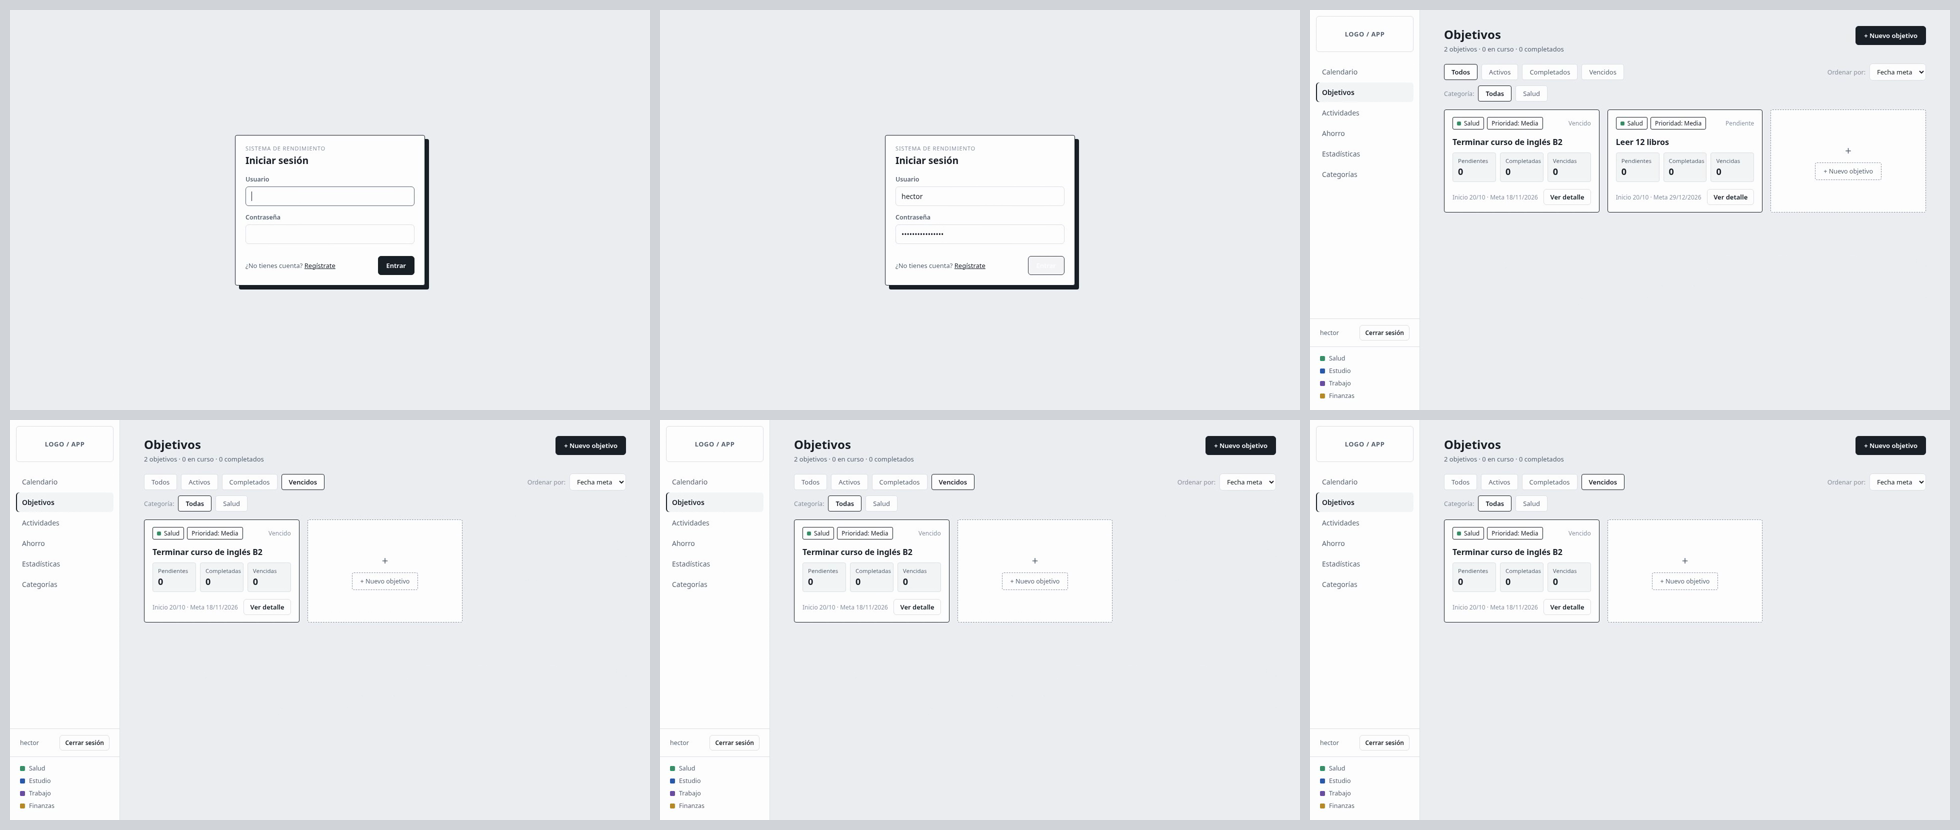 SISTEMA DE RENDIMIENTO
Iniciar sesión
Usuario
Contraseña
¿No tienes cuenta? Regístrate
Entrar
SISTEMA DE RENDIMIENTO
Iniciar sesión
Usuario
hector
Contraseña
••••••••••••••••
¿No tienes cuenta? Regístrate
LOGO / APP
Calendario
Objetivos
Actividades
Ahorro
Estadísticas
Categorías
hector
Cerrar sesión
Salud
Estudio
Trabajo
Finanzas
Objetivos
2 objetivos · 0 en curso · 0 completados
+ Nuevo objetivo
Todos Activos Completados Vencidos
Ordenar por: Fecha meta
Categoría: Todas Salud
Salud Prioridad: Media Vencido
Terminar curso de inglés B2
Pendientes Completadas Vencidas
0 0 0
Inicio 20/10 · Meta 18/11/2026 Ver detalle
Salud Prioridad: Media Pendiente
Leer 12 libros
Pendientes Completadas Vencidas
0 0 0
Inicio 20/10 · Meta 29/12/2026 Ver detalle
+
+ Nuevo objetivo
LOGO / APP
Calendario
Objetivos
Actividades
Ahorro
Estadísticas
Categorías
hector
Cerrar sesión
Salud
Estudio
Trabajo
Finanzas
Objetivos
2 objetivos · 0 en curso · 0 completados
+ Nuevo objetivo
Todos Activos Completados Vencidos
Ordenar por: Fecha meta
Categoría: Todas Salud
Salud Prioridad: Media Vencido
Terminar curso de inglés B2
Pendientes Completadas Vencidas
0 0 0
Inicio 20/10 · Meta 18/11/2026 Ver detalle
+
+ Nuevo objetivo
LOGO / APP
Calendario
Objetivos
Actividades
Ahorro
Estadísticas
Categorías
hector
Cerrar sesión
Salud
Estudio
Trabajo
Finanzas
Objetivos
2 objetivos · 0 en curso · 0 completados
+ Nuevo objetivo
Todos Activos Completados Vencidos
Ordenar por: Fecha meta
Categoría: Todas Salud
Salud Prioridad: Media Vencido
Terminar curso de inglés B2
Pendientes Completadas Vencidas
0 0 0
Inicio 20/10 · Meta 18/11/2026 Ver detalle
+
+ Nuevo objetivo
LOGO / APP
Calendario
Objetivos
Actividades
Ahorro
Estadísticas
Categorías
hector
Cerrar sesión
Salud
Estudio
Trabajo
Finanzas
Objetivos
2 objetivos · 0 en curso · 0 completados
+ Nuevo objetivo
Todos Activos Completados Vencidos
Ordenar por: Fecha meta
Categoría: Todas Salud
Salud Prioridad: Media Vencido
Terminar curso de inglés B2
Pendientes Completadas Vencidas
0 0 0
Inicio 20/10 · Meta 18/11/2026 Ver detalle
+
+ Nuevo objetivo